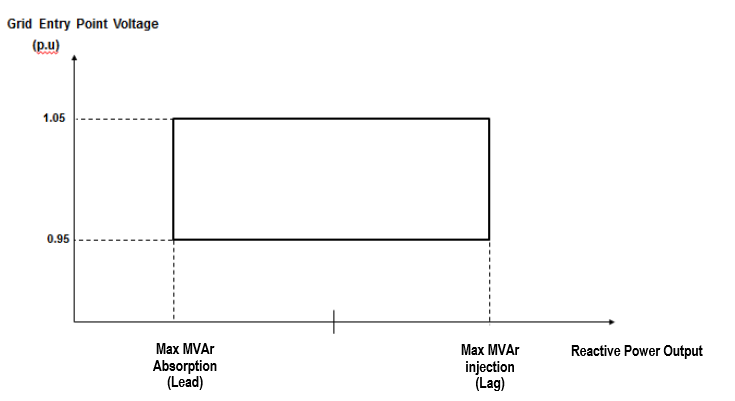 Grid Entry Point Voltage
(p.u)
1.05
0.95
Max MVAr
Absorption
(Lead)
Max MVAr
injection
(Lag)
Reactive Power Output